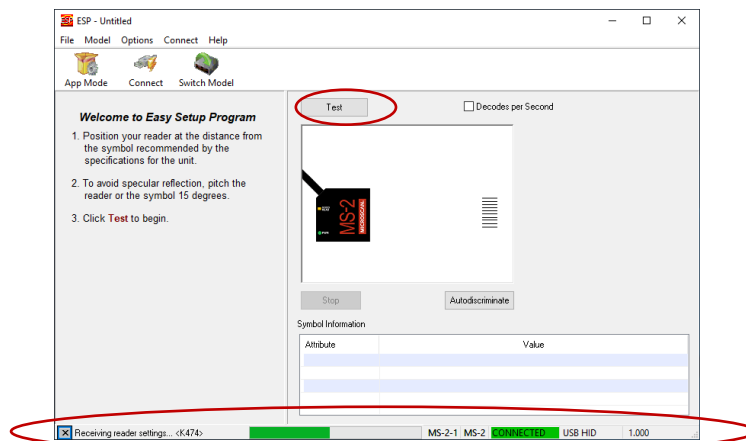 ESP - Untitled
File Model Options Connect Help
App Mode Connect Switch Model
Welcome to Easy Setup Program
1. Position your reader at the distance from
the symbol recommended by the
specifications for the unit.
2. To avoid specular reflection, pitch the
reader or the symbol 15 degrees.
3. Click Test to begin.
Test
Decodes per Second
MS-2
MICROSCAN
Stop
Autodiscriminate
Symbol Information
Attribute Value
Receiving reader settings... <K474> MS-2-1 MS-2 CONNECTED USB HID 1.000